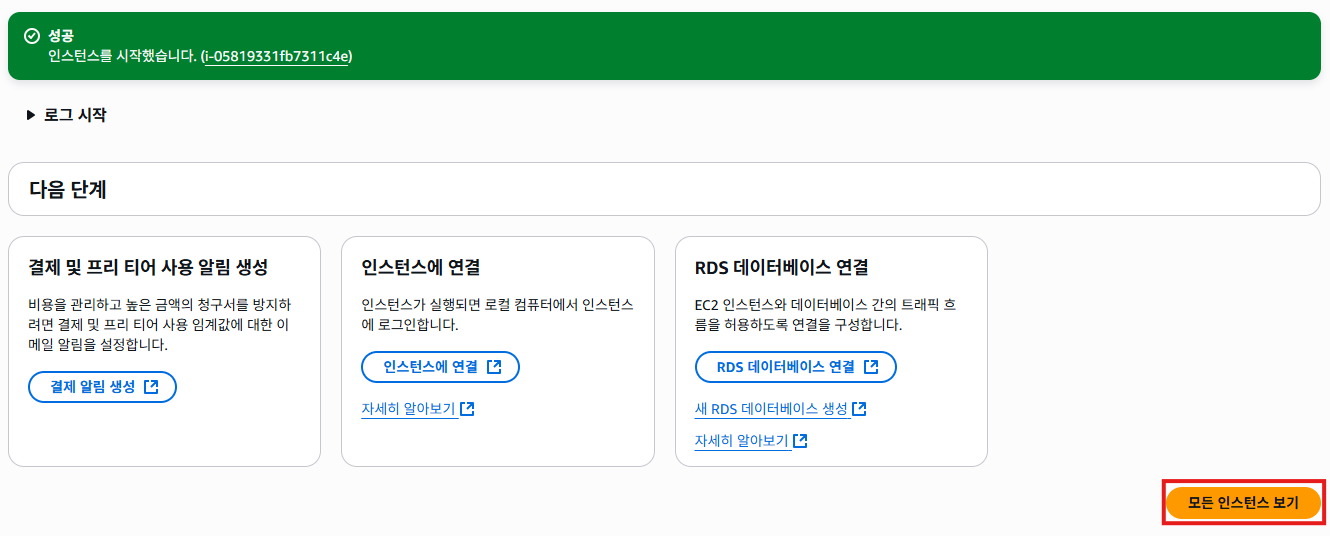 성공
인스턴스를 시작했습니다. (i-05819331fb7311c4e)
로그 시작
다음 단계
결제 및 프리 티어 사용 알림 생성
비용을 관리하고 높은 금액의 청구서를 방지하
려면 결제 및 프리 티어 사용 임계값에 대한 이
메일 알림을 설정합니다.
결제 알림 생성
인스턴스에 연결
인스턴스가 실행되면 로컬 컴퓨터에서 인스턴스
에 로그인합니다.
인스턴스에 연결
자세히 알아보기
RDS 데이터베이스 연결
EC2 인스턴스와 데이터베이스 간의 트래픽 흐
름을 허용하도록 연결을 구성합니다.
RDS 데이터베이스 연결
새 RDS 데이터베이스 생성
자세히 알아보기
모든 인스턴스 보기